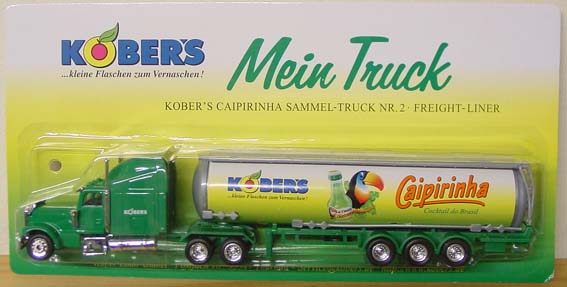 KOBER'S
...kleine Flaschen zum Vernaschen!
Mein Truck
KOBER'S CAIPIRINHA SAMMEL-TRUCK NR. 2 · FREIGHT-LINER
KOBER'S
...kleine Flaschen zum Vernaschen!
Caipirinha
Cocktail do Brasil
KOBER'S